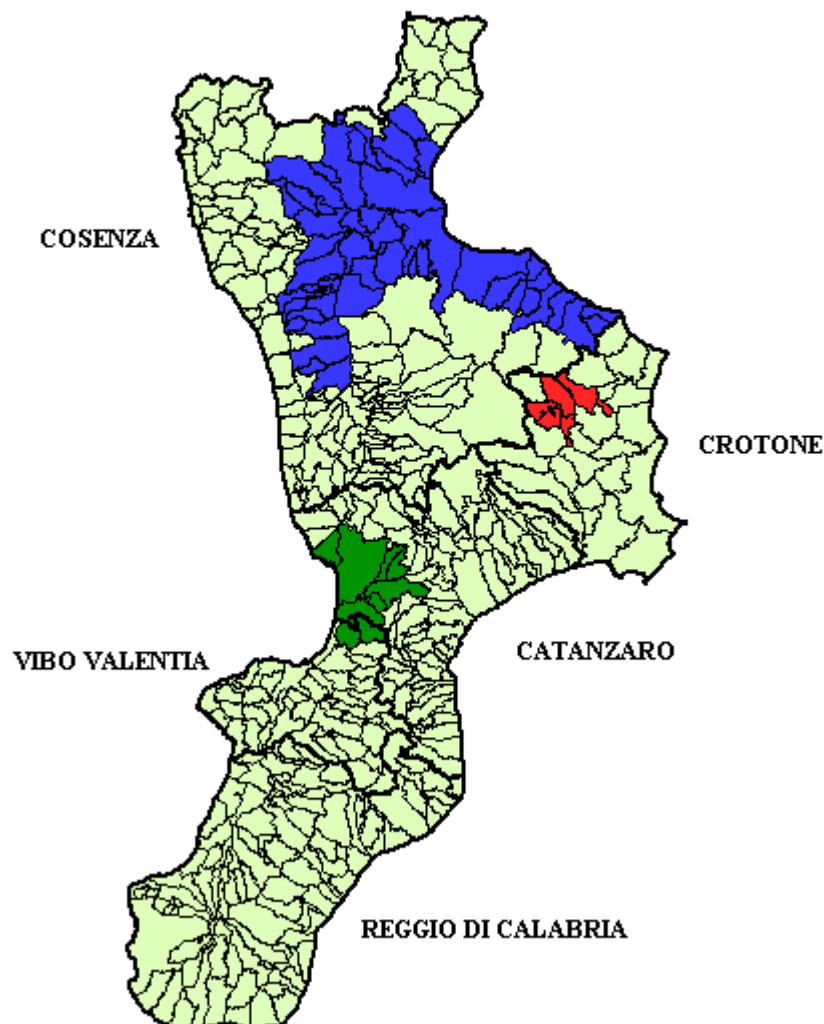 COSENZA
CROTONE
VIBO VALENTIA
CATANZARO
REGGIO DI CALABRIA